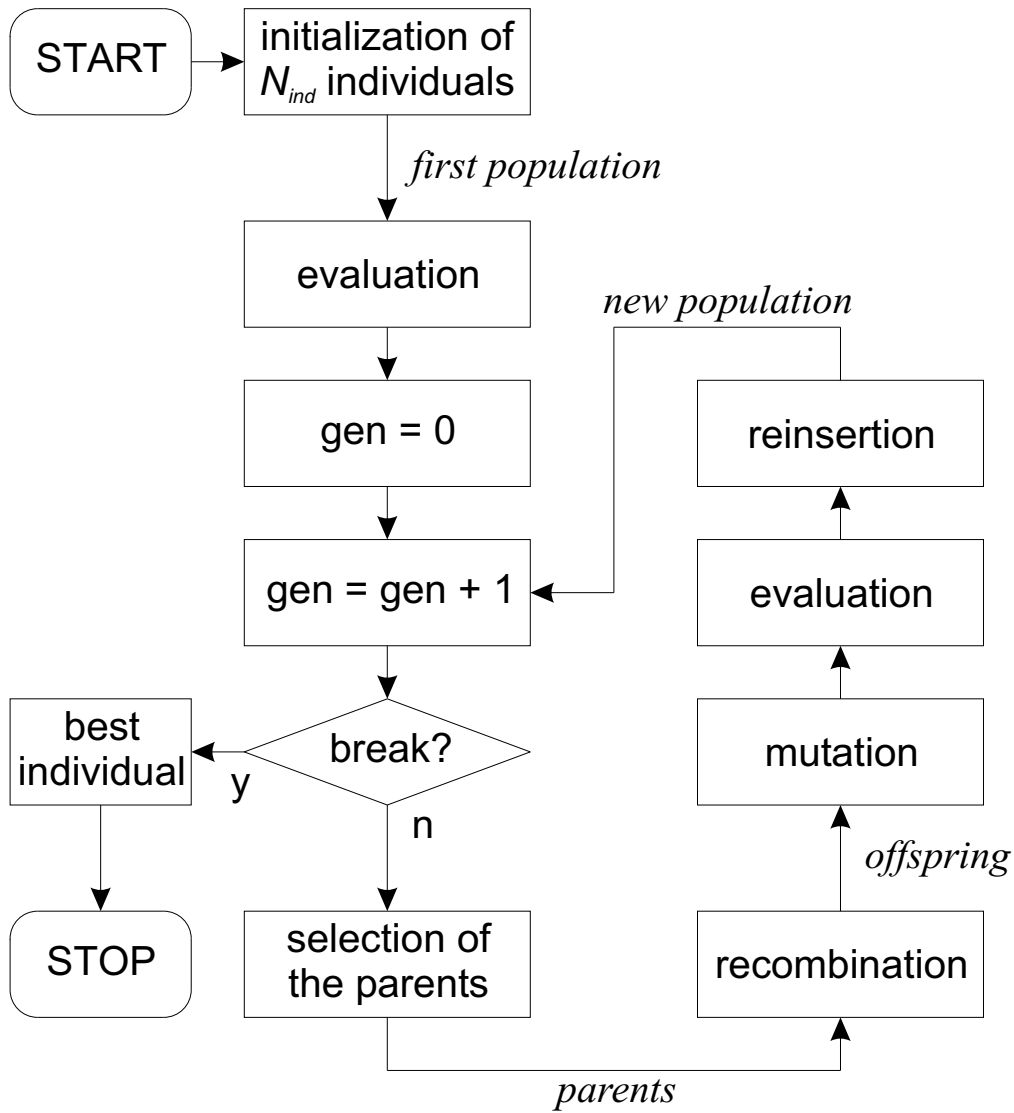 START
initialization of
N_ind individuals
first population
evaluation
gen = 0
gen = gen + 1
break?
y
n
best
individual
STOP
selection of
the parents
parents
recombination
offspring
mutation
evaluation
reinsertion
new population